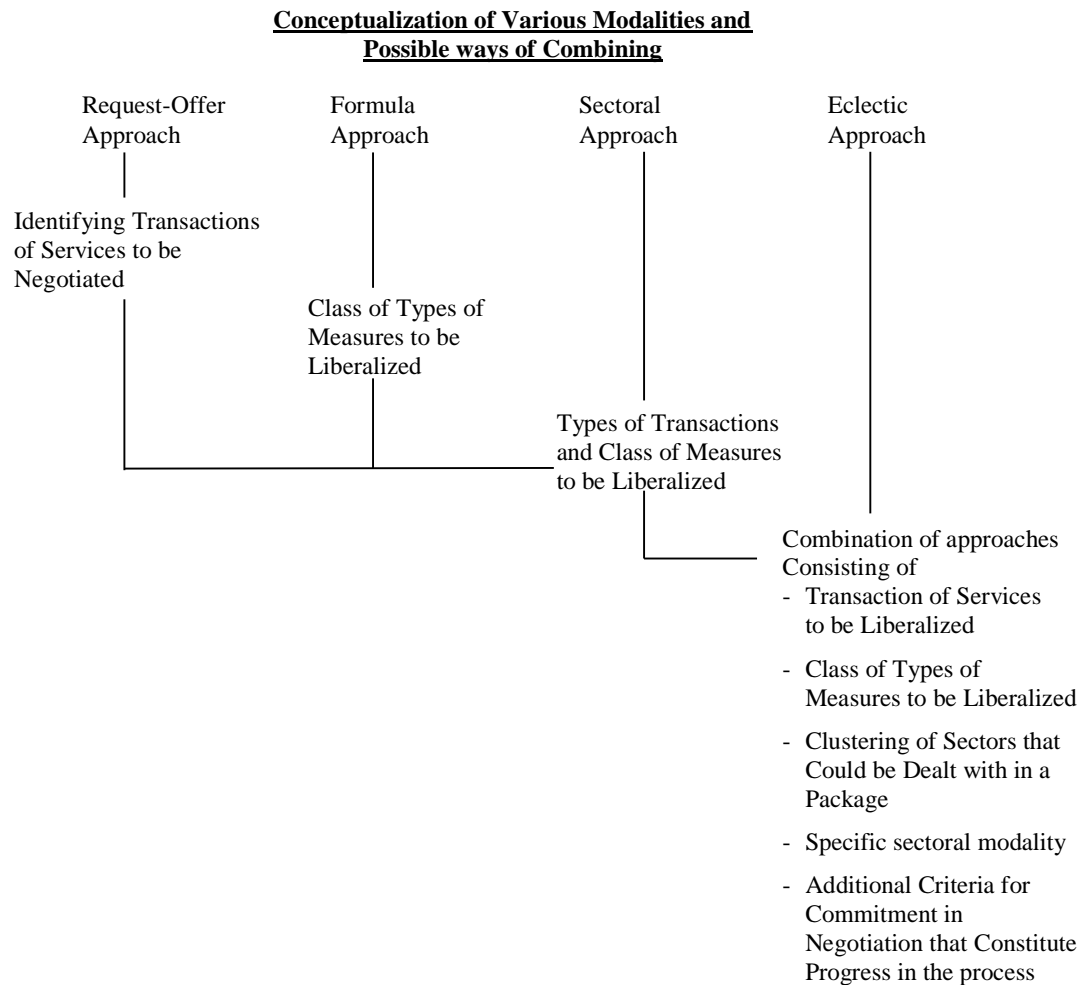 Conceptualization of Various Modalities and
Possible ways of Combining
Request-Offer
Approach
Formula
Approach
Sectoral
Approach
Eclectic
Approach
Identifying Transactions
of Services to be
Negotiated
Class of Types of
Measures to be
Liberalized
Types of Transactions
and Class of Measures
to be Liberalized
Combination of approaches
Consisting of
- Transaction of Services
to be Liberalized
- Class of Types of
Measures to be Liberalized
- Clustering of Sectors that
Could be Dealt with in a
Package
- Specific sectoral modality
- Additional Criteria for
Commitment in
Negotiation that Constitute
Progress in the process